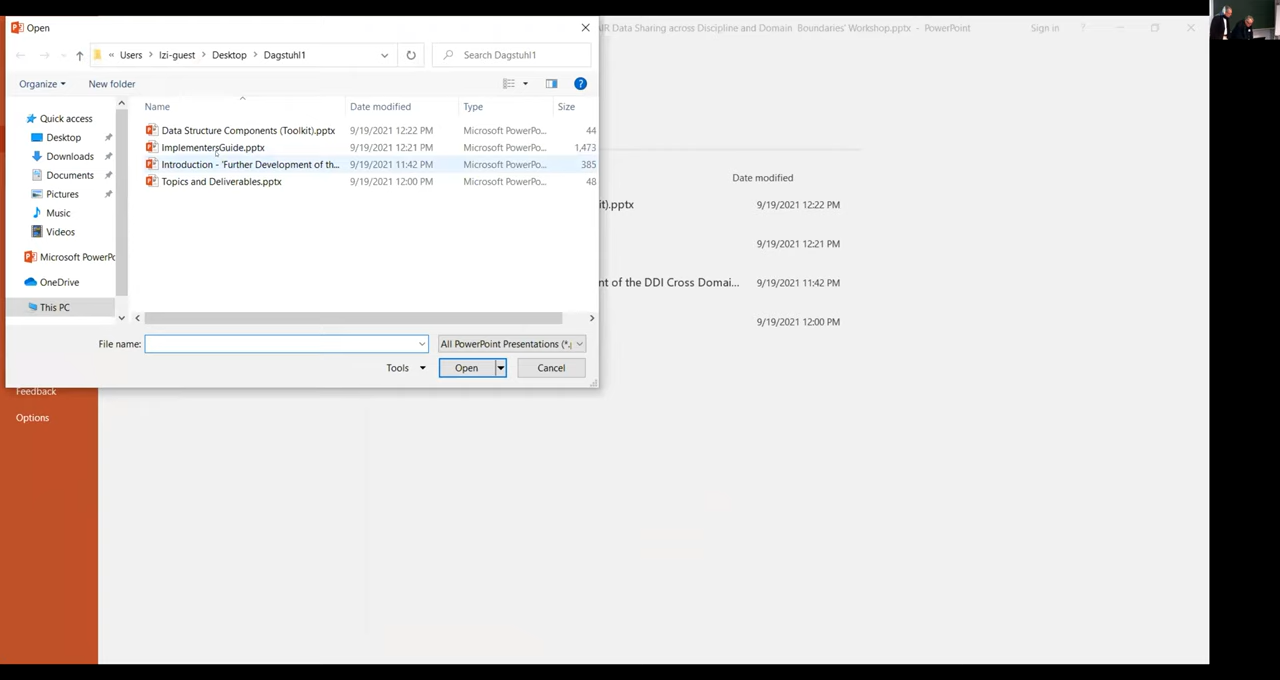 Open
AIR Data Sharing across Discipline and Domain Boundaries' Workshop.pptx - PowerPoint
Sign in
?
« Users > lzi-guest > Desktop > Dagstuhl1
Search Dagstuhl1
Organize
New folder
?
Name Date modified Type Size
Data Structure Components (Toolkit).pptx 9/19/2021 12:22 PM Microsoft PowerPo... 44
ImplementersGuide.pptx 9/19/2021 12:21 PM Microsoft PowerPo... 1,473
Introduction - 'Further Development of th... 9/19/2021 11:42 PM Microsoft PowerPo... 385
Topics and Deliverables.pptx 9/19/2021 12:00 PM Microsoft PowerPo... 48
Quick access
Desktop
Downloads
Documents
Pictures
Music
Videos
Microsoft PowerPo
OneDrive
This PC
File name:
All PowerPoint Presentations (*.
Tools
Open
Cancel
Date modified
it).pptx 9/19/2021 12:22 PM
9/19/2021 12:21 PM
nt of the DDI Cross Domai... 9/19/2021 11:42 PM
9/19/2021 12:00 PM
Feedback
Options